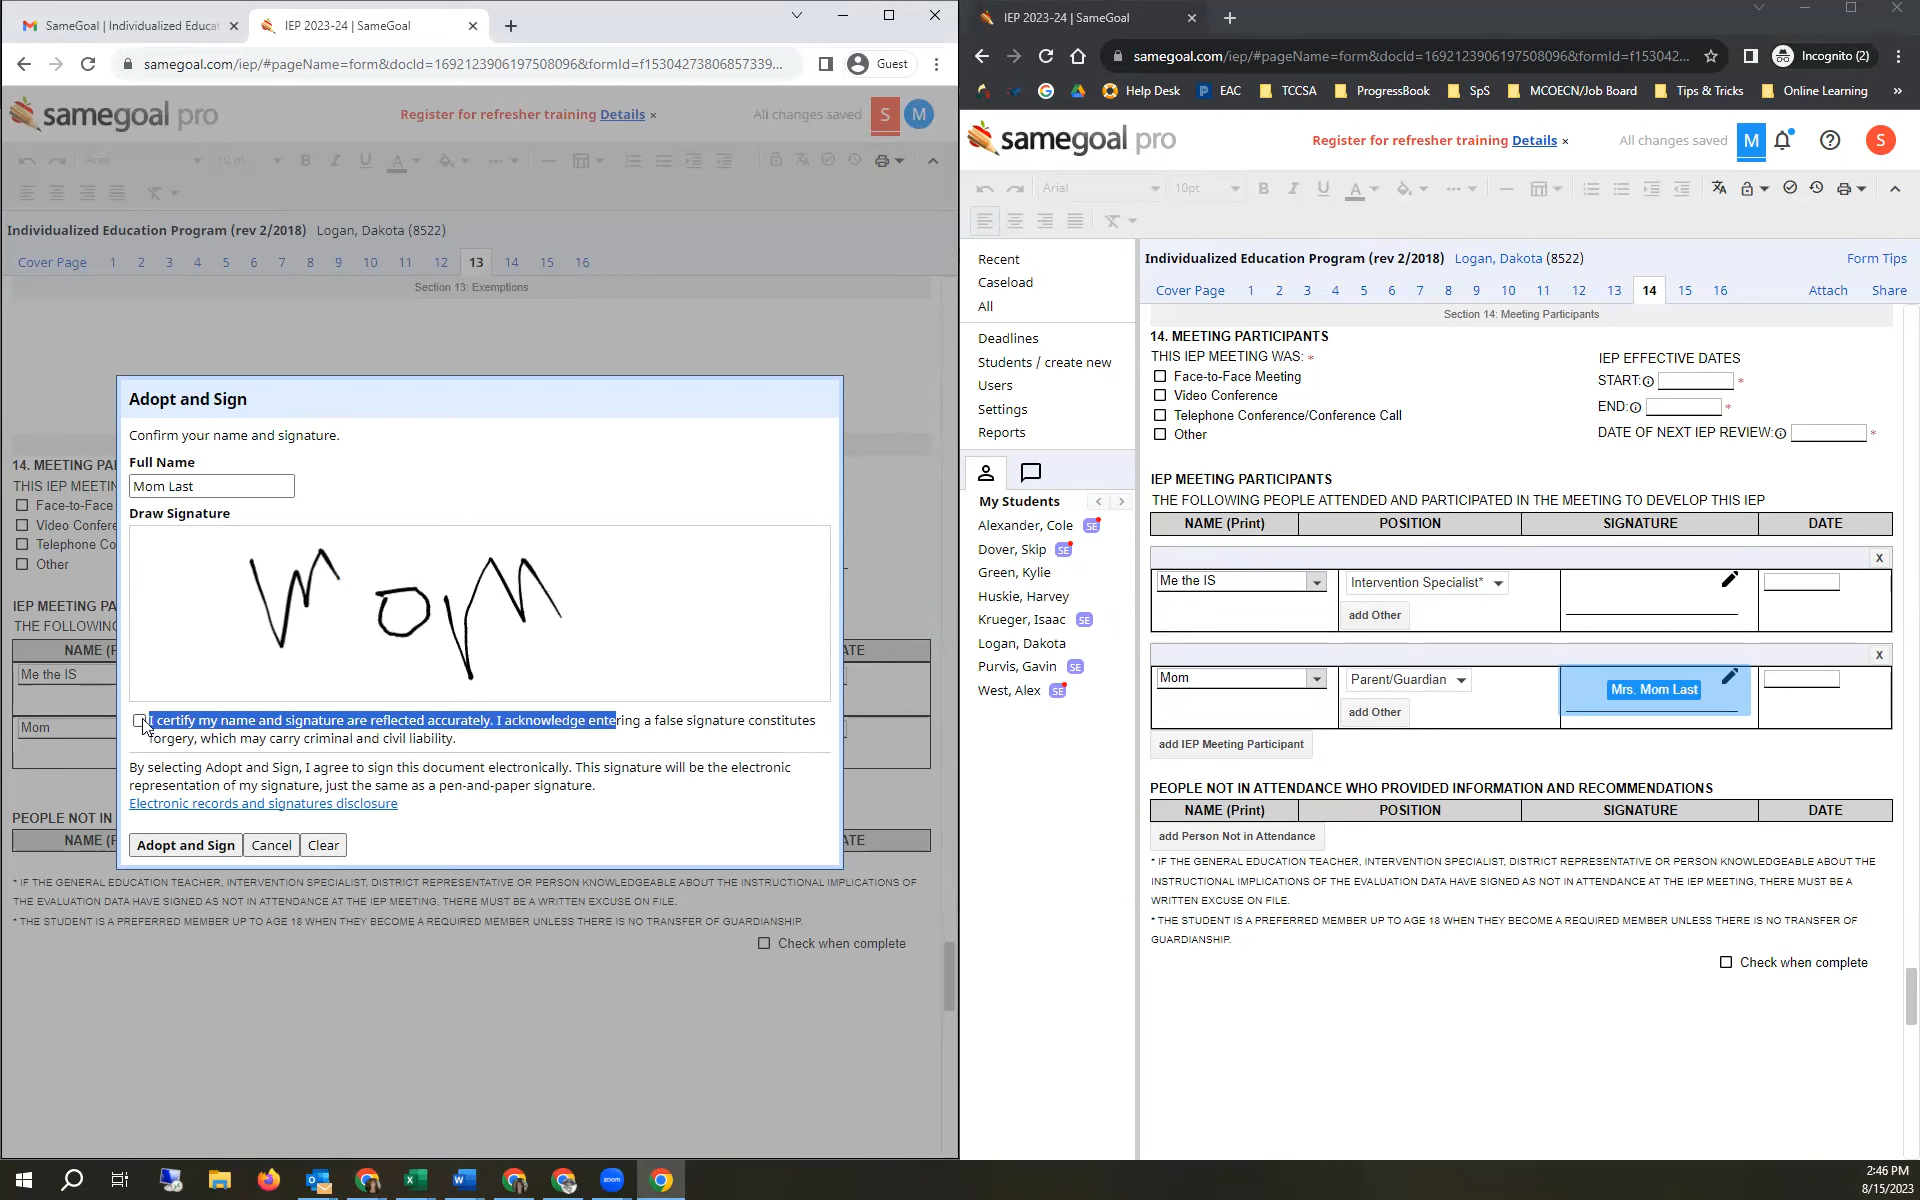 SameGoal | Individualized Educat
IEP 2023-24 | SameGoal
samegoal.com/iep/#pageName=form&docId=1692123906197508096&formId=f15304273806857339...
Guest
samegoal pro
Register for refresher training Details ×
All changes saved
S
M
Arial
10pt
Individualized Education Program (rev 2/2018) Logan, Dakota (8522)
Cover Page 1 2 3 4 5 6 7 8 9 10 11 12 13 14 15 16
Section 13: Exemptions
Adopt and Sign
Confirm your name and signature.
Full Name
Mom Last
Draw Signature
Mom
I certify my name and signature are reflected accurately. I acknowledge entering a false signature constitutes
forgery, which may carry criminal and civil liability.
By selecting Adopt and Sign, I agree to sign this document electronically. This signature will be the electronic
representation of my signature, just the same as a pen-and-paper signature.
Electronic records and signatures disclosure
Adopt and Sign Cancel Clear
14. MEETING PA
THIS IEP MEETIN
Face-to-Face
Video Confere
Telephone Co
Other
IEP MEETING PA
THE FOLLOWING
NAME (P ATE
Me the IS
Mom
PEOPLE NOT IN
NAME (P ATE
* IF THE GENERAL EDUCATION TEACHER, INTERVENTION SPECIALIST, DISTRICT REPRESENTATIVE OR PERSON KNOWLEDGEABLE ABOUT THE INSTRUCTIONAL IMPLICATIONS OF
THE EVALUATION DATA HAVE SIGNED AS NOT IN ATTENDANCE AT THE IEP MEETING, THERE MUST BE A WRITTEN EXCUSE ON FILE.
* THE STUDENT IS A PREFERRED MEMBER UP TO AGE 18 WHEN THEY BECOME A REQUIRED MEMBER UNLESS THERE IS NO TRANSFER OF GUARDIANSHIP.
Check when complete
IEP 2023-24 | SameGoal
samegoal.com/iep/#pageName=form&docId=1692123906197508096&formId=f153042...
Incognito (2)
Help Desk EAC TCCSA ProgressBook SpS MCOECN/Job Board Tips & Tricks Online Learning »
samegoal pro
Register for refresher training Details ×
All changes saved
M
S
Arial
10pt
Recent
Caseload
All
Deadlines
Students / create new
Users
Settings
Reports
My Students
Alexander, Cole SE
Dover, Skip SE
Green, Kylie
Huskie, Harvey
Krueger, Isaac SE
Logan, Dakota
Purvis, Gavin SE
West, Alex SE
Individualized Education Program (rev 2/2018) Logan, Dakota (8522) Form Tips
Cover Page 1 2 3 4 5 6 7 8 9 10 11 12 13 14 15 16 Attach Share
Section 14: Meeting Participants
14. MEETING PARTICIPANTS
THIS IEP MEETING WAS: *
Face-to-Face Meeting
Video Conference
Telephone Conference/Conference Call
Other
IEP EFFECTIVE DATES
START: *
END: *
DATE OF NEXT IEP REVIEW: *
IEP MEETING PARTICIPANTS
THE FOLLOWING PEOPLE ATTENDED AND PARTICIPATED IN THE MEETING TO DEVELOP THIS IEP
NAME (Print) POSITION SIGNATURE DATE
X
Me the IS Intervention Specialist*
add Other
X
Mom Parent/Guardian Mrs. Mom Last
add Other
add IEP Meeting Participant
PEOPLE NOT IN ATTENDANCE WHO PROVIDED INFORMATION AND RECOMMENDATIONS
NAME (Print) POSITION SIGNATURE DATE
add Person Not in Attendance
* IF THE GENERAL EDUCATION TEACHER, INTERVENTION SPECIALIST, DISTRICT REPRESENTATIVE OR PERSON KNOWLEDGEABLE ABOUT THE
INSTRUCTIONAL IMPLICATIONS OF THE EVALUATION DATA HAVE SIGNED AS NOT IN ATTENDANCE AT THE IEP MEETING, THERE MUST BE A
WRITTEN EXCUSE ON FILE.
* THE STUDENT IS A PREFERRED MEMBER UP TO AGE 18 WHEN THEY BECOME A REQUIRED MEMBER UNLESS THERE IS NO TRANSFER OF
GUARDIANSHIP.
Check when complete
zoom
2:46 PM
8/15/2023